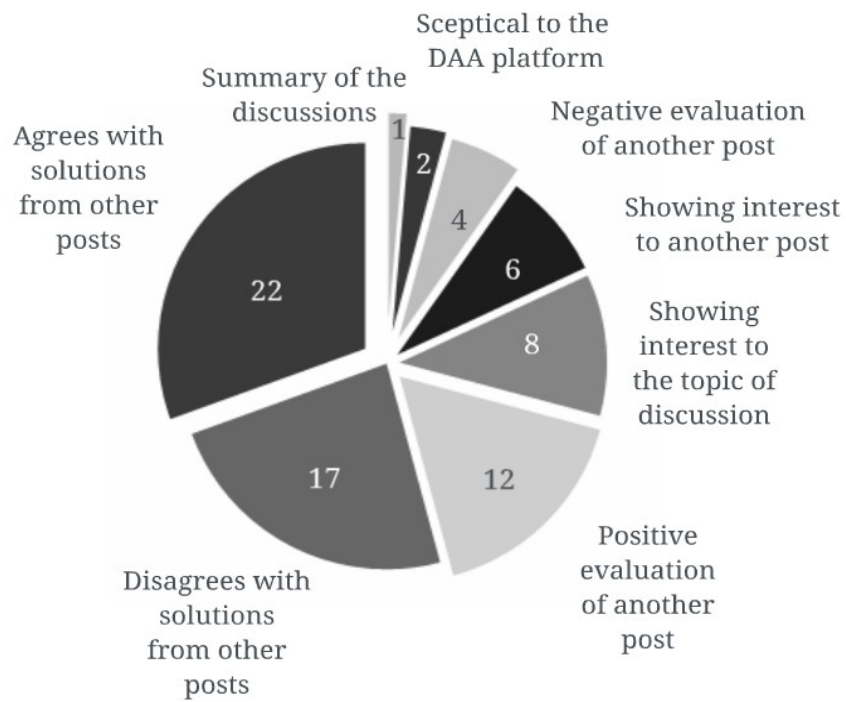 Sceptical to the
DAA platform
Summary of the
discussions
Negative evaluation
of another post
Agrees with
solutions
from other
posts
Showing interest
to another post
Showing
interest to
the topic of
discussion
Positive
evaluation
of another
post
Disagrees with
solutions
from other
posts
1
2
4
6
8
12
17
22